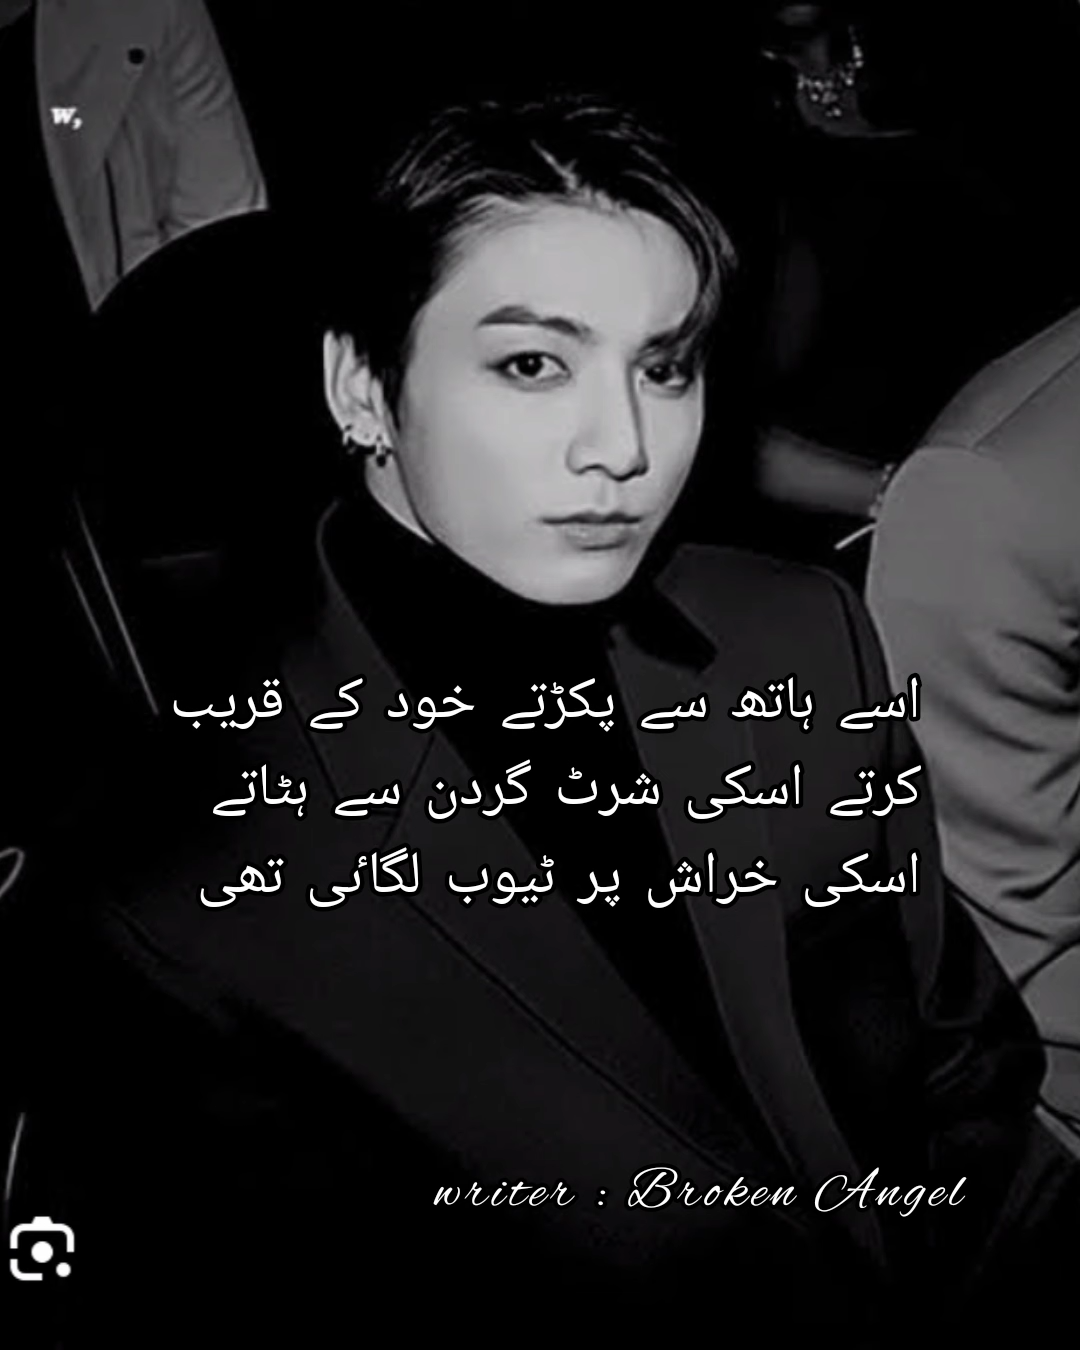 w,
اسے ہاتھ سے پکڑتے خود کے قریب
کرتے اسکی شرٹ گردن سے ہٹاتے
اسکی خراش پر ٹیوب لگائی تھی
writer : Broken Angel